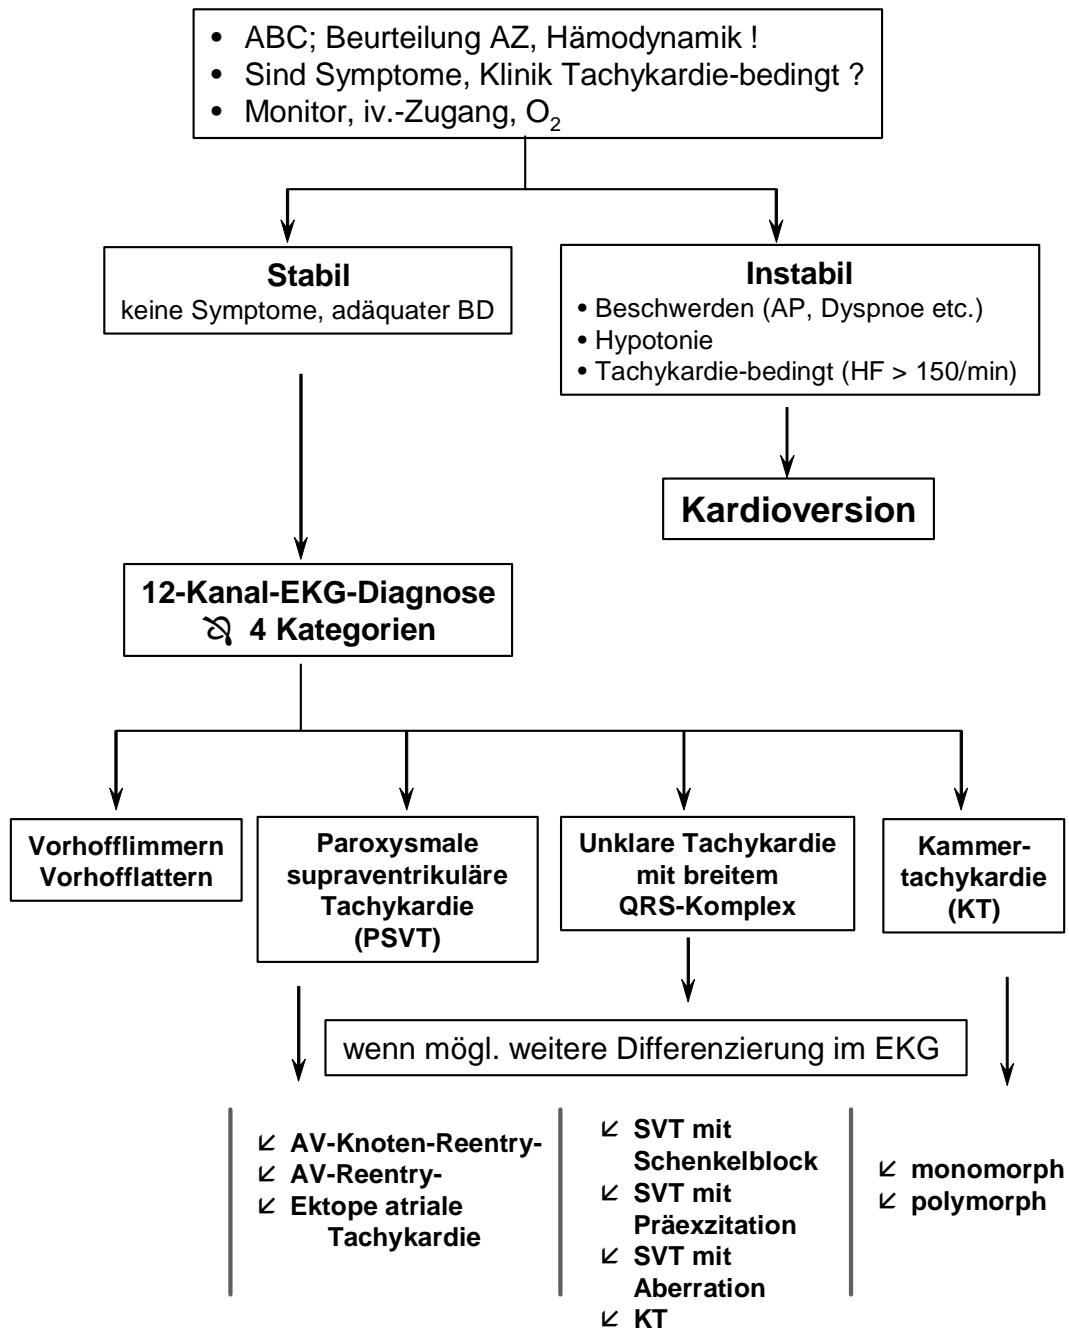 • ABC; Beurteilung AZ, Hämodynamik !
• Sind Symptome, Klinik Tachykardie-bedingt ?
• Monitor, iv.-Zugang, O₂
Stabil
keine Symptome, adäquater BD
Instabil
• Beschwerden (AP, Dyspnoe etc.)
• Hypotonie
• Tachykardie-bedingt (HF > 150/min)
Kardioversion
12-Kanal-EKG-Diagnose
4 Kategorien
Vorhofflimmern
Vorhofflattern
Paroxysmale
supraventrikuläre
Tachykardie
(PSVT)
Unklare Tachykardie
mit breitem
QRS-Komplex
Kammer-
tachykardie
(KT)
wenn mögl. weitere Differenzierung im EKG
AV-Knoten-Reentry-
AV-Reentry-
Ektope atriale
Tachykardie
SVT mit
Schenkelblock
SVT mit
Präexzitation
SVT mit
Aberration
KT
monomorph
polymorph